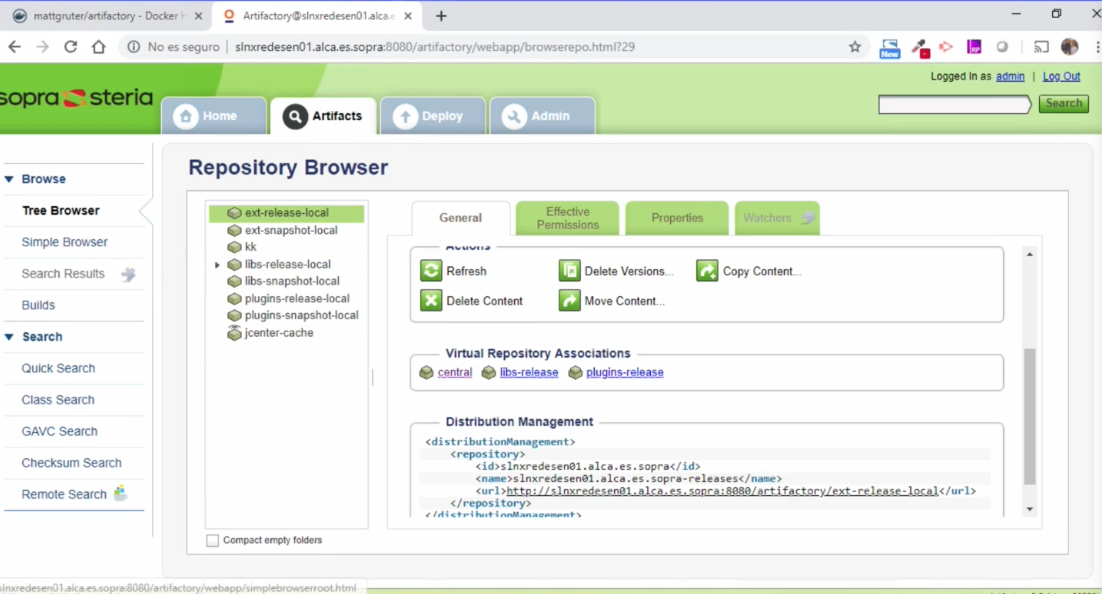 mattgruter/artifactory - Docker H
Artifactory@slnxredesen01.alca.e
No es seguro
slnxredesen01.alca.es.sopra:8080/artifactory/webapp/browserepo.html?29
New
RP
Logged In as admin | Log Out
sopra steria
Home
Artifacts
Deploy
Admin
Search
Browse
Tree Browser
Simple Browser
Search Results
Builds
Search
Quick Search
Class Search
GAVC Search
Checksum Search
Remote Search
Repository Browser
ext-release-local
ext-snapshot-local
kk
libs-release-local
libs-snapshot-local
plugins-release-local
plugins-snapshot-local
jcenter-cache
Compact empty folders
General
Effective
Permissions
Properties
Watchers
Actions
Refresh
Delete Versions...
Copy Content...
Delete Content
Move Content...
Virtual Repository Associations
central
libs-release
plugins-release
Distribution Management
<distributionManagement>
<repository>
<id>slnxredesen01.alca.es.sopra</id>
<name>slnxredesen01.alca.es.sopra-releases</name>
<url>http://slnxredesen01.alca.es.sopra:8080/artifactory/ext-release-local</url>
</repository>
</distributionManagement>
slnxredesen01.alca.es.sopra:8080/artifactory/webapp/simplebrowserroot.html